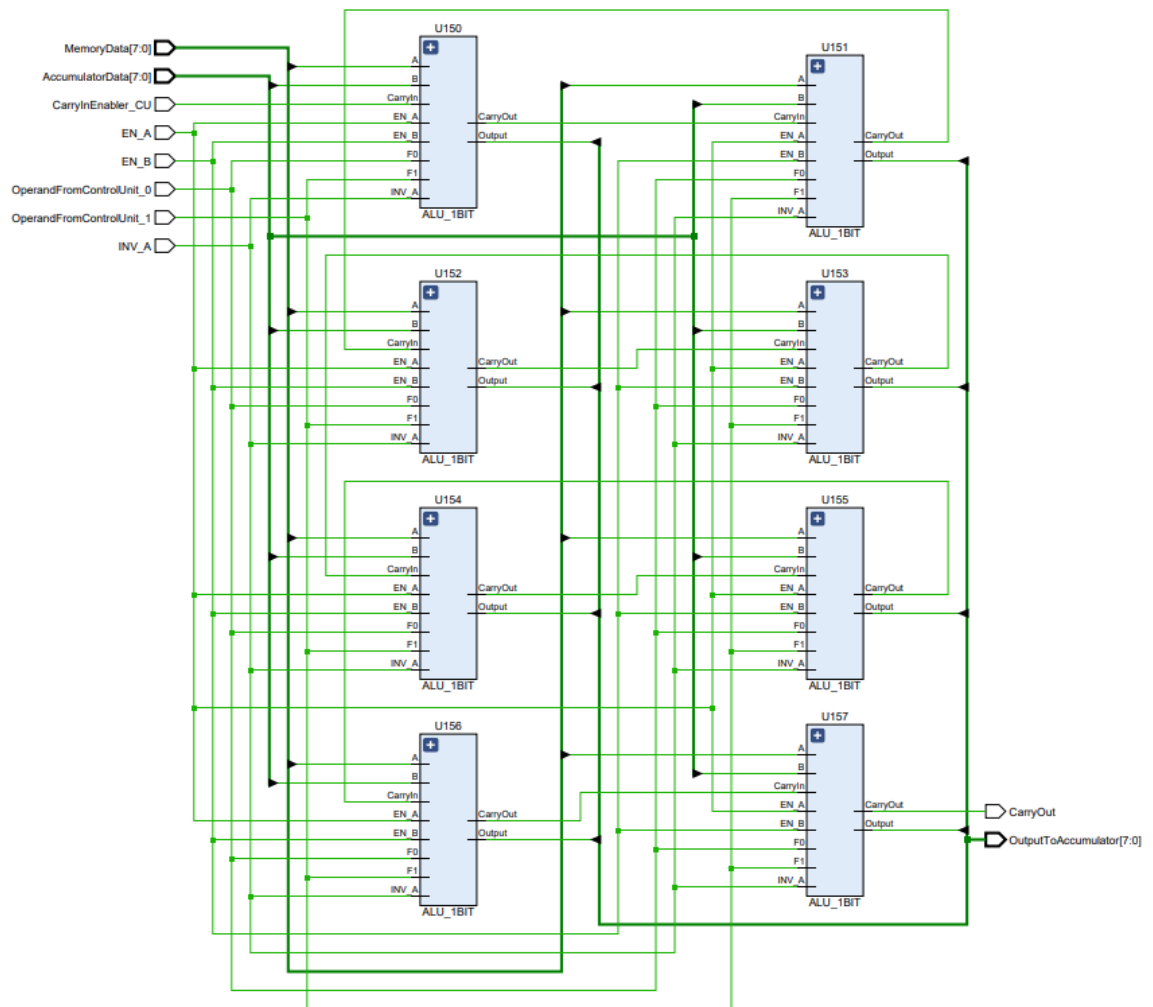 MemoryData[7:0]
AccumulatorData[7:0]
CarryInEnabler_CU
EN_A
EN_B
OperandFromControlUnit_0
OperandFromControlUnit_1
INV_A
U150
A
B
CarryIn
EN_A
EN_B
F0
F1
INV_A
CarryOut
Output
ALU_1BIT
U151
A
B
CarryIn
EN_A
EN_B
F0
F1
INV_A
CarryOut
Output
ALU_1BIT
U152
A
B
CarryIn
EN_A
EN_B
F0
F1
INV_A
CarryOut
Output
ALU_1BIT
U153
A
B
CarryIn
EN_A
EN_B
F0
F1
INV_A
CarryOut
Output
ALU_1BIT
U154
A
B
CarryIn
EN_A
EN_B
F0
F1
INV_A
CarryOut
Output
ALU_1BIT
U155
A
B
CarryIn
EN_A
EN_B
F0
F1
INV_A
CarryOut
Output
ALU_1BIT
U156
A
B
CarryIn
EN_A
EN_B
F0
F1
INV_A
CarryOut
Output
ALU_1BIT
U157
A
B
CarryIn
EN_A
EN_B
F0
F1
INV_A
CarryOut
Output
ALU_1BIT
CarryOut
OutputToAccumulator[7:0]